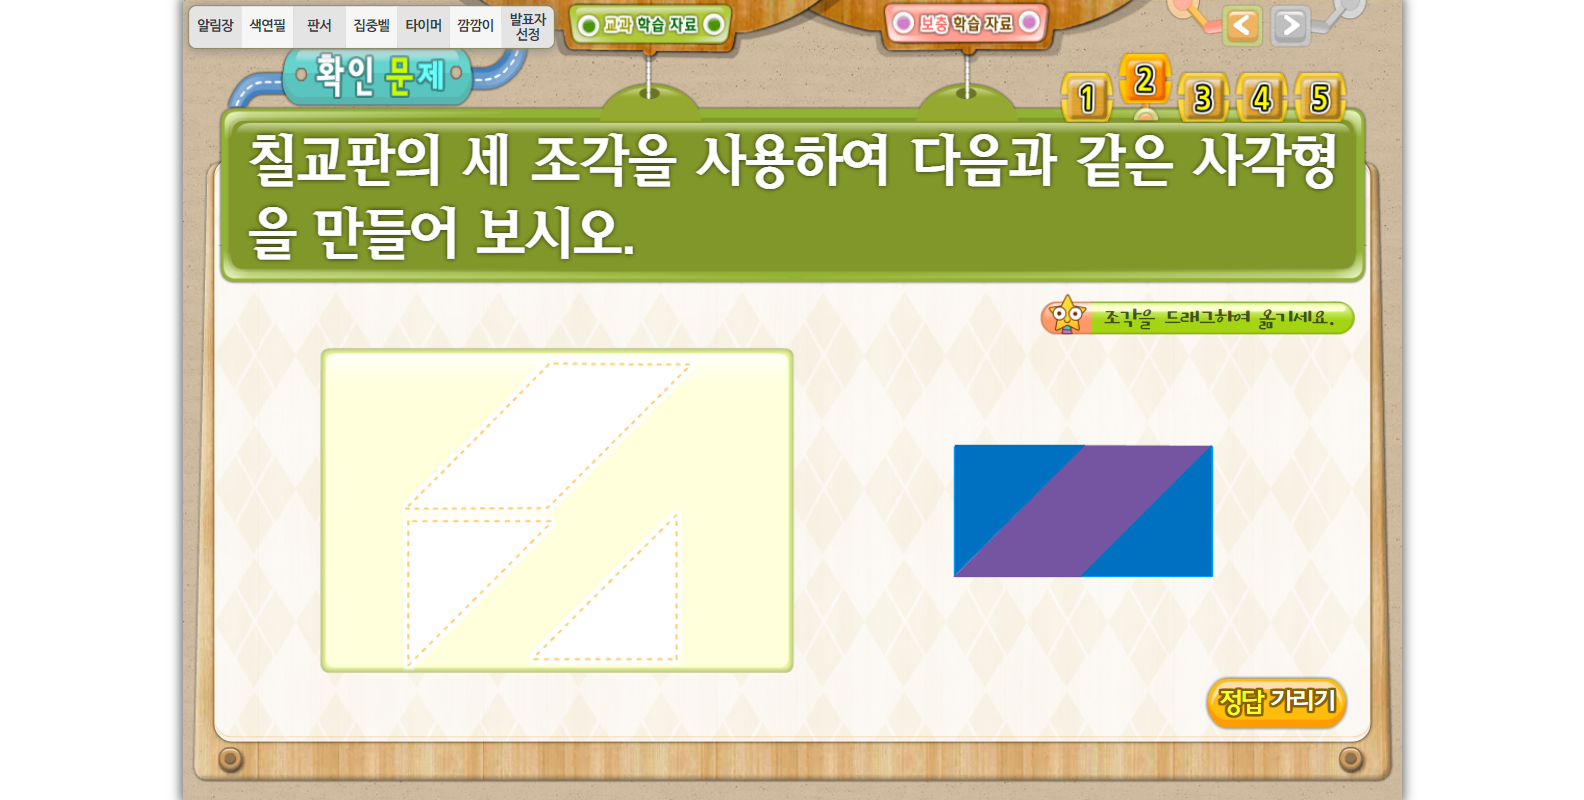 알림장 색연필 판서 집중벨 타이머 깜깜이 발표자
선정
교과 학습 자료
보충 학습 자료
확인 문제
1 2 3 4 5
칠교판의 세 조각을 사용하여 다음과 같은 사각형
을 만들어 보시오.
조각을 드래그하여 옮기세요.
정답 가리기